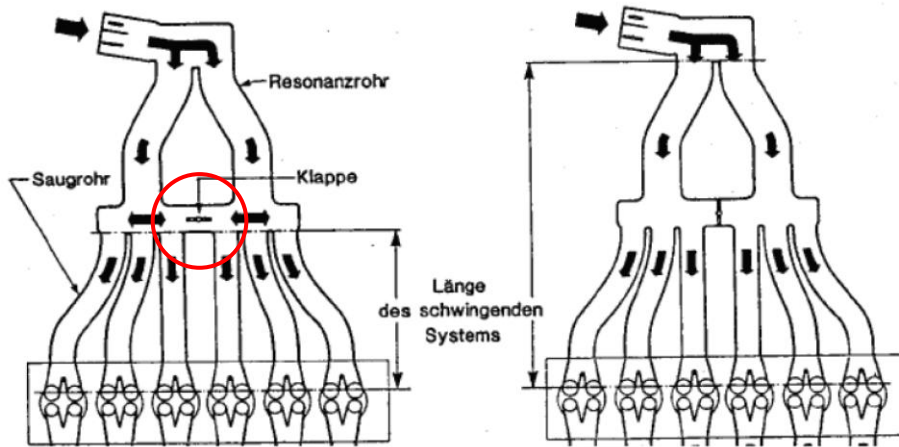 Resonanzrohr
Saugrohr
Klappe
Länge
des schwingenden
Systems